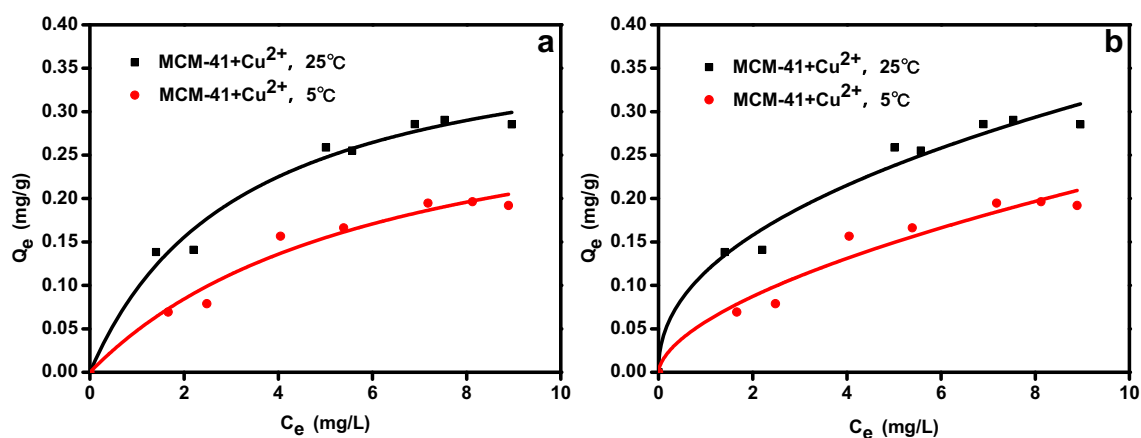 a
MCM-41+Cu2+, 25℃
MCM-41+Cu2+, 5℃
0.40
0.35
0.30
0.25
0.20
0.15
0.10
0.05
0.00
Qe (mg/g)
0 2 4 6 8 10
Ce (mg/L)
b
MCM-41+Cu2+, 25℃
MCM-41+Cu2+, 5℃
0.40
0.35
0.30
0.25
0.20
0.15
0.10
0.05
0.00
Qe (mg/g)
0 2 4 6 8 10
Ce (mg/L)